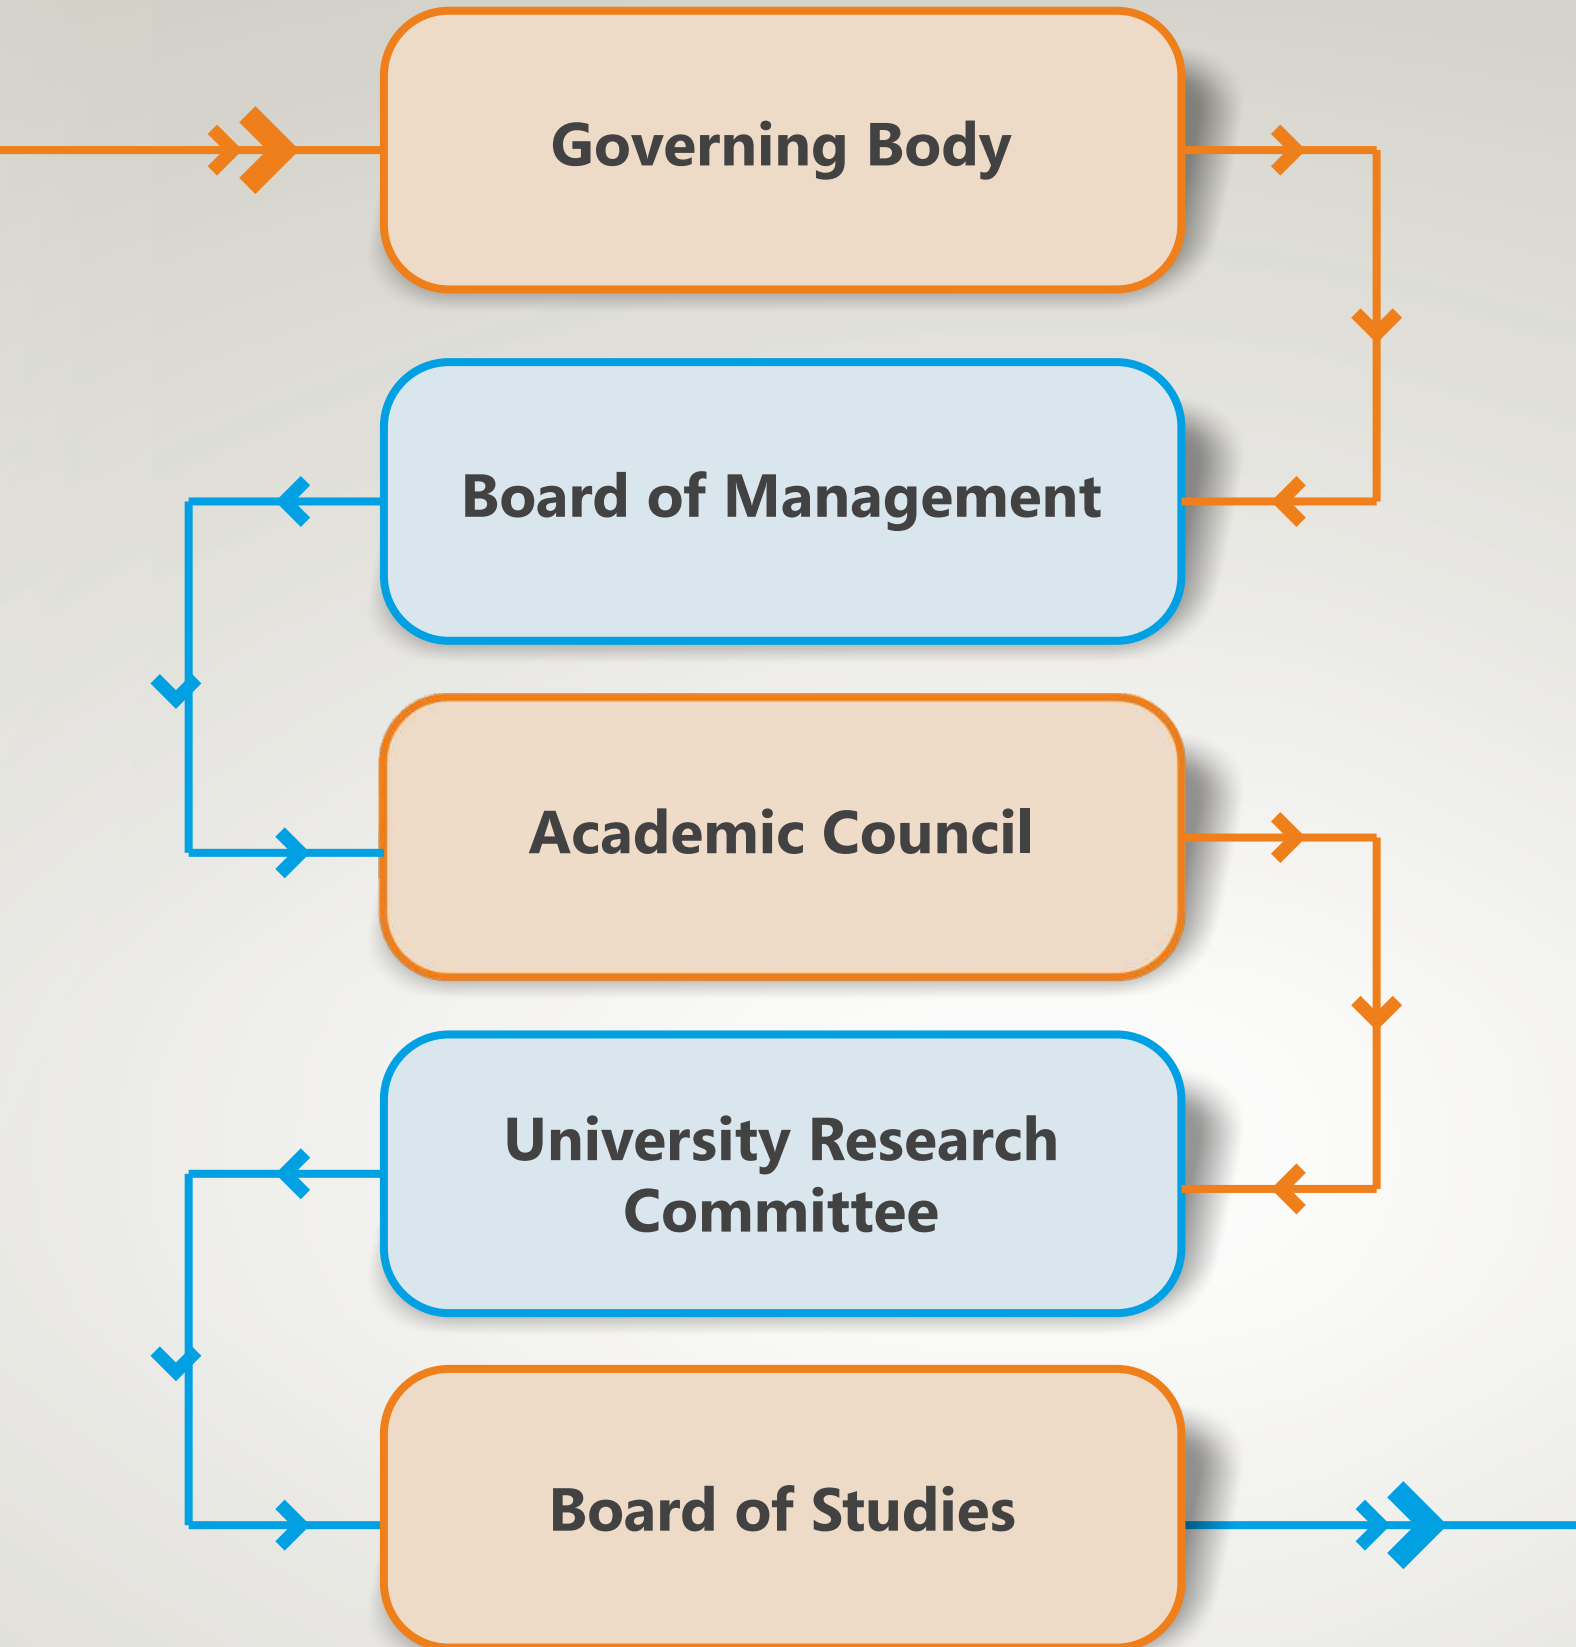 Governing Body
Board of Management
Academic Council
University Research
Committee
Board of Studies